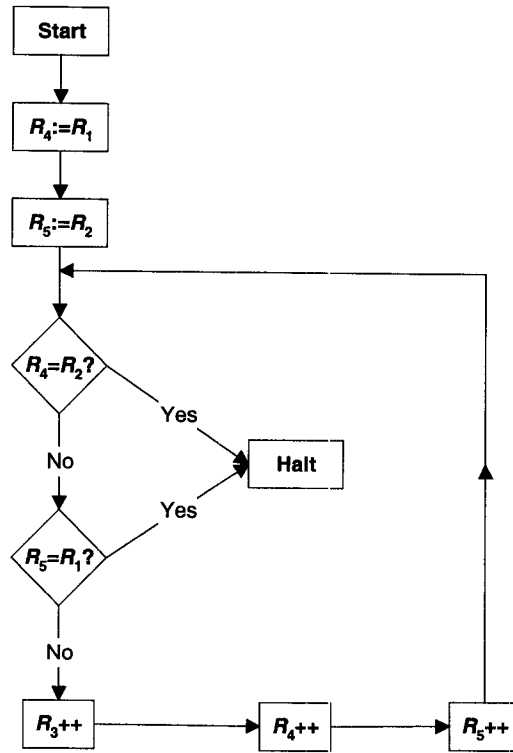 Start
R₄:=R₁
R₅:=R₂
R₄=R₂?
Yes
No
Halt
Yes
R₅=R₁?
No
R₃++
R₄++
R₅++